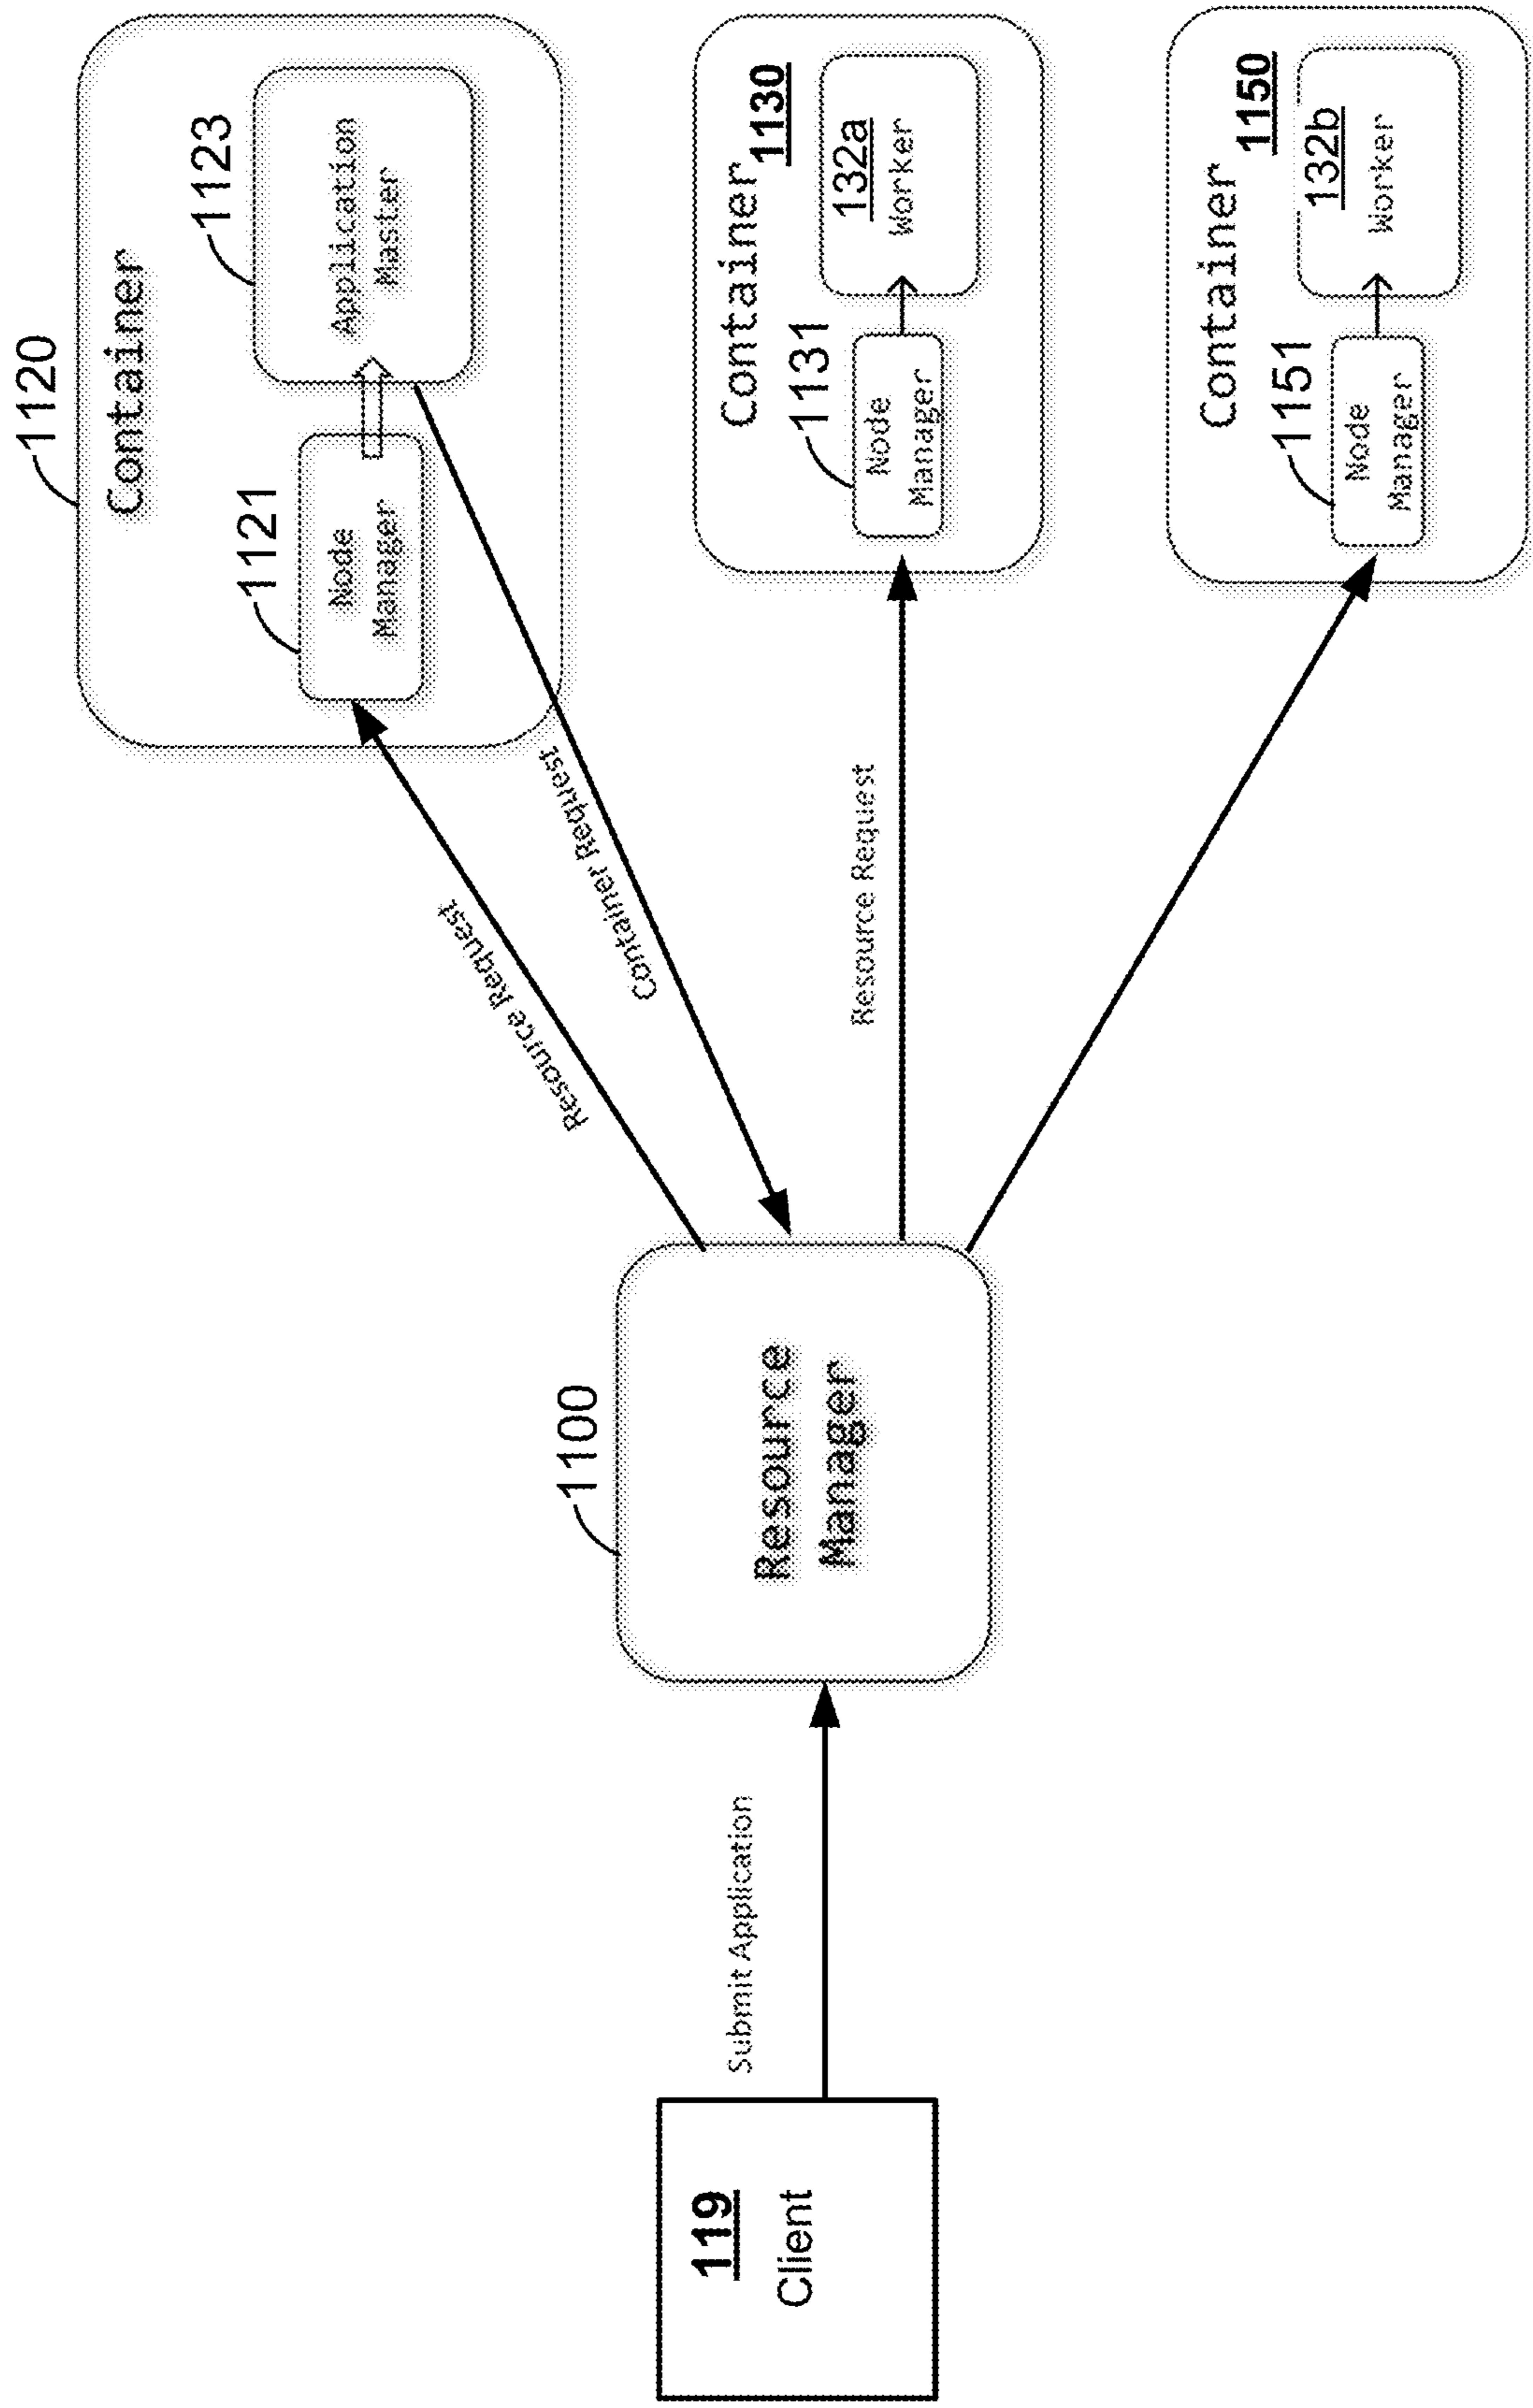 119
Client
Submit Application
1100
Resource
Manager
Resource Request
Container Request
Resource Request
1120
Container
1121
Node
Manager
1123
Application
Master
Container
1130
1131
Node
Manager
132a
Worker
Container
1150
1151
Node
Manager
132b
Worker